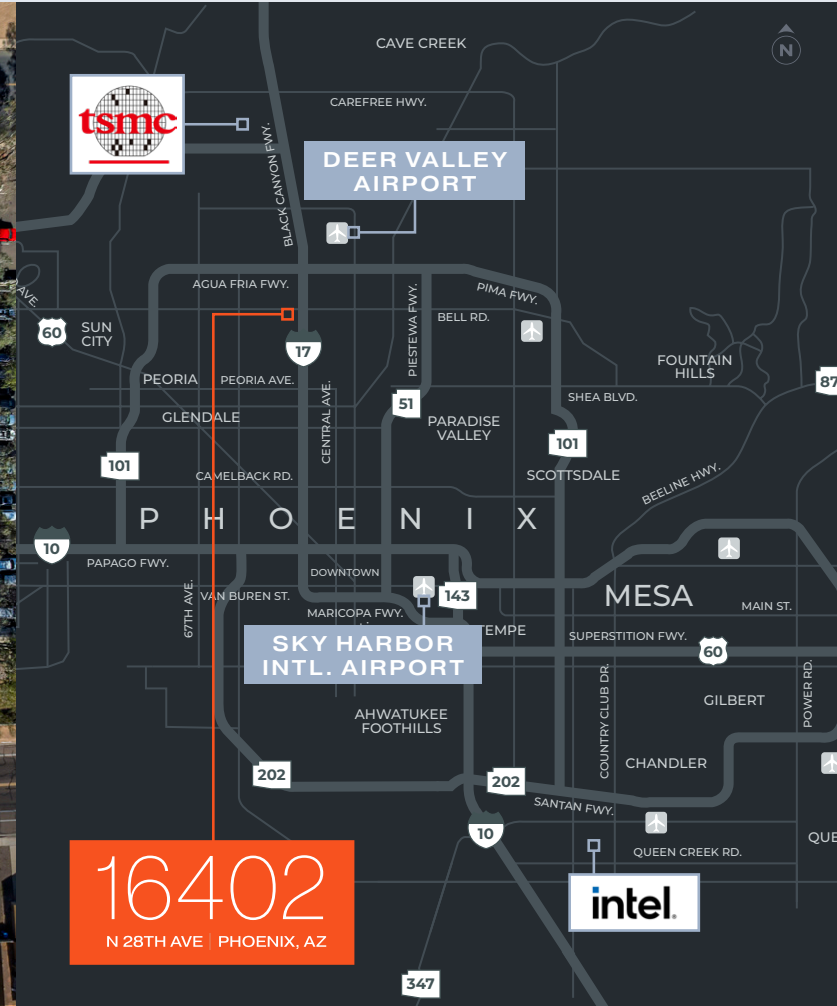 CAVE CREEK
N
CAREFREE HWY.
tsmc
BLACK CANYON FWY.
DEER VALLEY
AIRPORT
AGUA FRIA FWY.
PIMA FWY.
AVE.
PIESTEWA FWY.
BELL RD.
60
SUN
CITY
17
FOUNTAIN
HILLS
87
PEORIA
PEORIA AVE.
CENTRAL AVE.
SHEA BLVD.
51
GLENDALE
PARADISE
VALLEY
101
101
CAMELBACK RD.
SCOTTSDALE
BEELINE HWY.
PHOENIX
10
PAPAGO FWY.
DOWNTOWN
67TH AVE.
VAN BUREN ST.
143
MESA
MARICOPA FWY.
MAIN ST.
SKY HARBOR
INTL. AIRPORT
TEMPE
SUPERSTITION FWY.
60
COUNTRY CLUB DR.
POWER RD.
GILBERT
AHWATUKEE
FOOTHILLS
CHANDLER
202
202
SANTAN FWY.
10
QUE
QUEEN CREEK RD.
16402
N 28TH AVE | PHOENIX, AZ
intel.
347